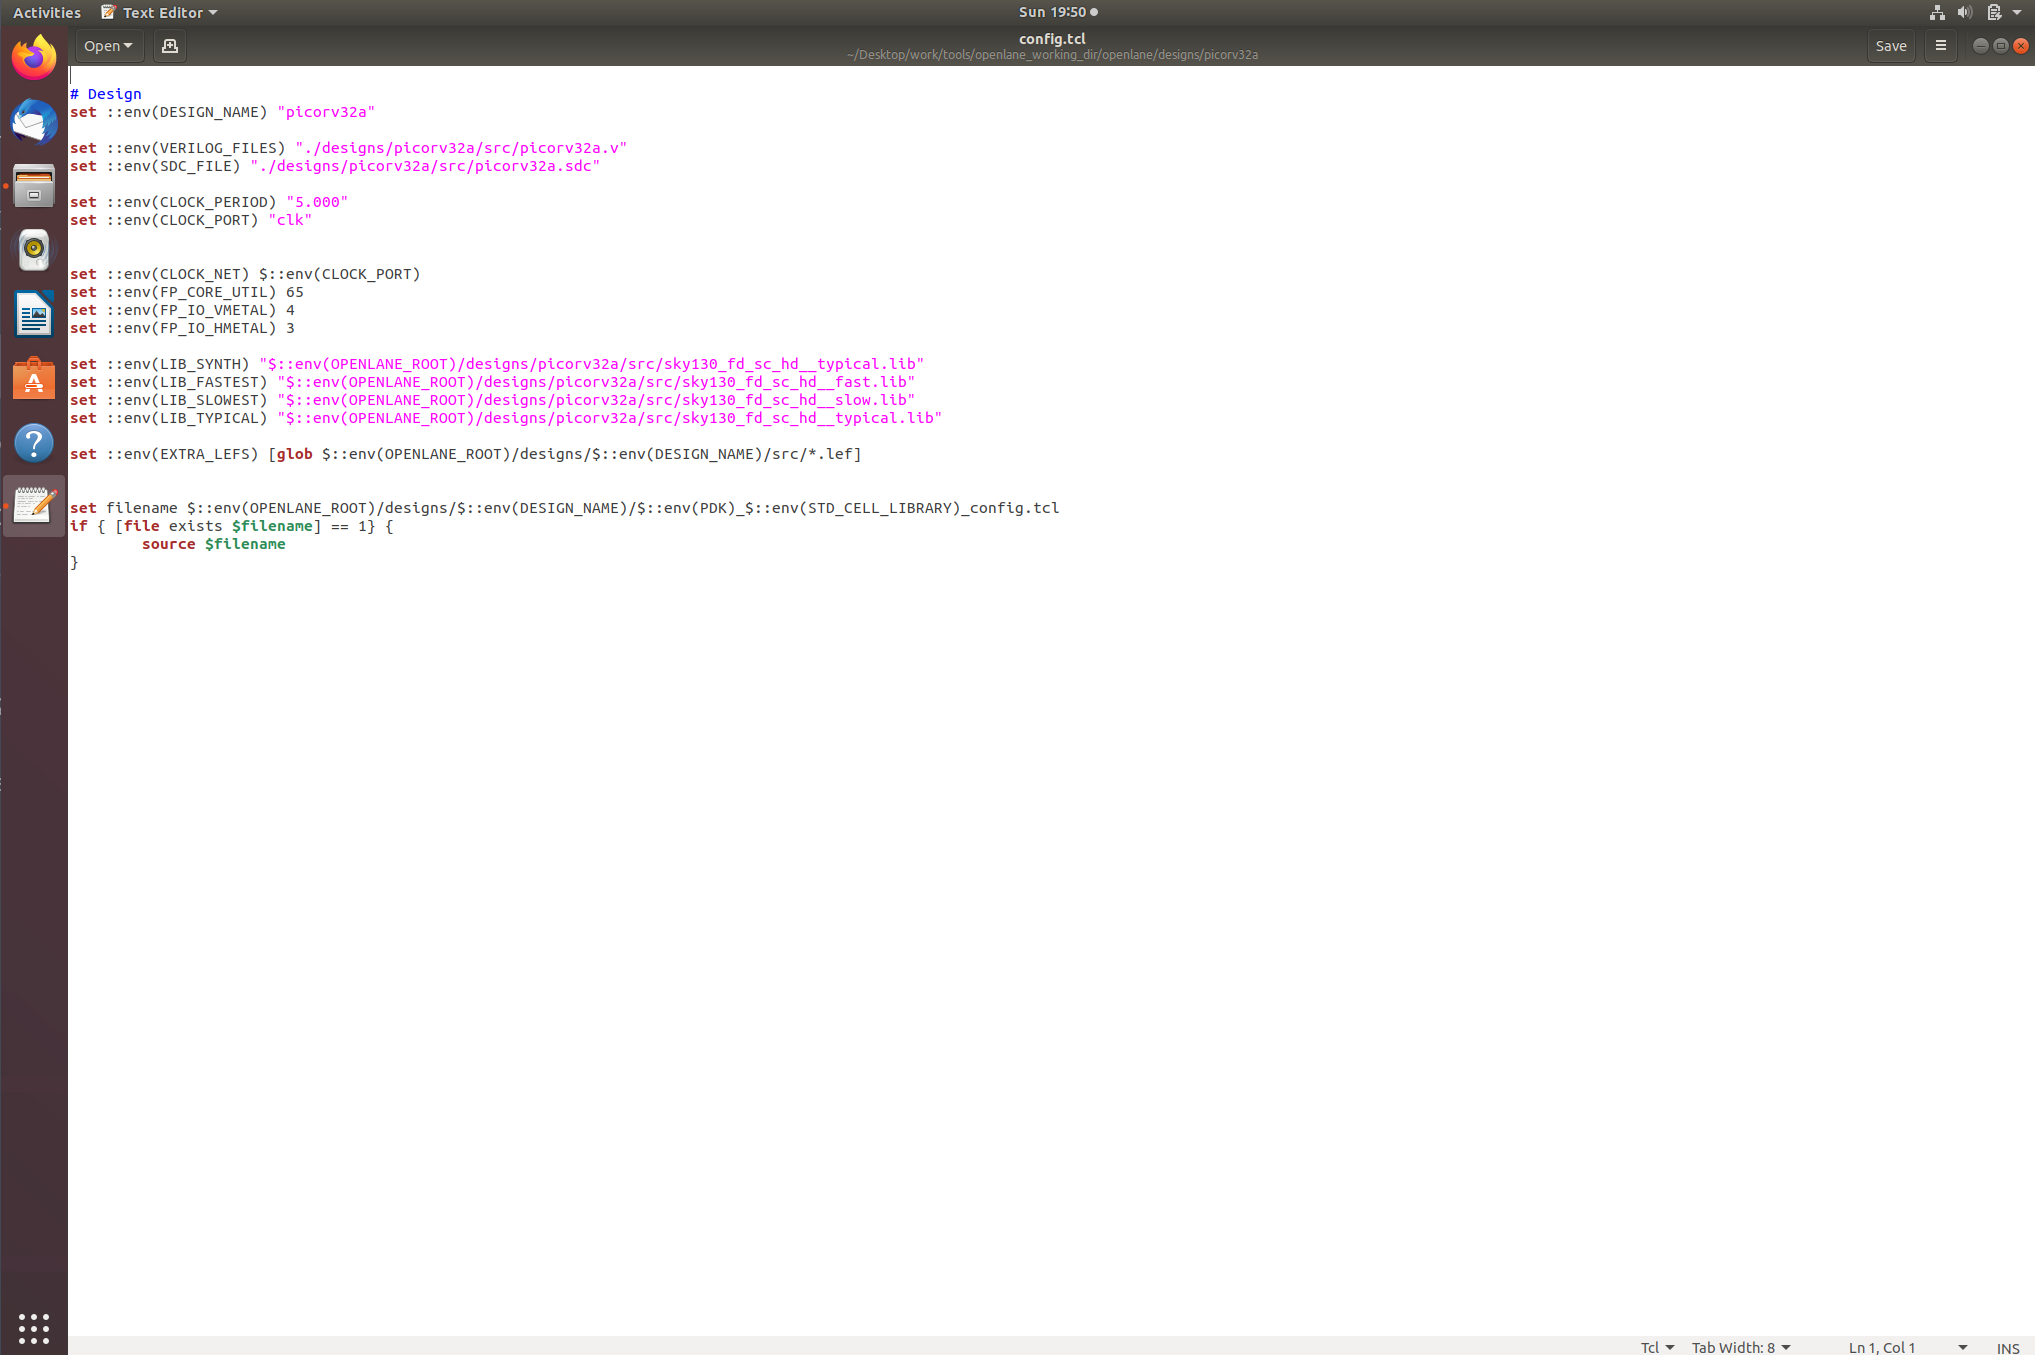 Activities Text Editor Sun 19:50
Open config.tcl Save
~/Desktop/work/tools/openlane_working_dir/openlane/designs/picorv32a
# Design
set ::env(DESIGN_NAME) "picorv32a"
set ::env(VERILOG_FILES) "./designs/picorv32a/src/picorv32a.v"
set ::env(SDC_FILE) "./designs/picorv32a/src/picorv32a.sdc"
set ::env(CLOCK_PERIOD) "5.000"
set ::env(CLOCK_PORT) "clk"
set ::env(CLOCK_NET) $::env(CLOCK_PORT)
set ::env(FP_CORE_UTIL) 65
set ::env(FP_IO_VMETAL) 4
set ::env(FP_IO_HMETAL) 3
set ::env(LIB_SYNTH) "$::env(OPENLANE_ROOT)/designs/picorv32a/src/sky130_fd_sc_hd__typical.lib"
set ::env(LIB_FASTEST) "$::env(OPENLANE_ROOT)/designs/picorv32a/src/sky130_fd_sc_hd__fast.lib"
set ::env(LIB_SLOWEST) "$::env(OPENLANE_ROOT)/designs/picorv32a/src/sky130_fd_sc_hd__slow.lib"
set ::env(LIB_TYPICAL) "$::env(OPENLANE_ROOT)/designs/picorv32a/src/sky130_fd_sc_hd__typical.lib"
set ::env(EXTRA_LEFS) [glob $::env(OPENLANE_ROOT)/designs/$::env(DESIGN_NAME)/src/*.lef]
set filename $::env(OPENLANE_ROOT)/designs/$::env(DESIGN_NAME)/$::env(PDK)_$::env(STD_CELL_LIBRARY)_config.tcl
if { [file exists $filename] == 1} {
source $filename
}
Tcl Tab Width: 8 Ln 1, Col 1 INS